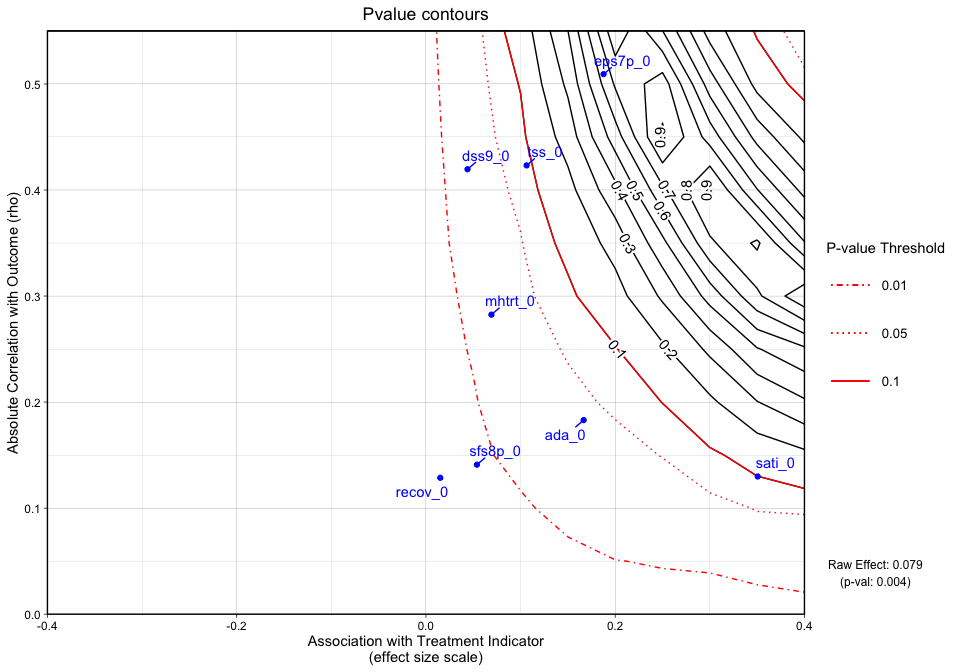 Pvalue contours
Absolute Correlation with Outcome (rho)
0.5
0.4
0.3
0.2
0.1
0.0
-0.4
-0.2
0.0
0.2
0.4
Association with Treatment Indicator
(effect size scale)
eps7p_0
dss9_0
tss_0
mhtrt_0
ada_0
sfs8p_0
recov_0
sati_0
0.1
0.2
0.3
0.4
0.5
0.6
0.7
0.8
0.9
0.9
P-value Threshold
0.01
0.05
0.1
Raw Effect: 0.079
(p-val: 0.004)